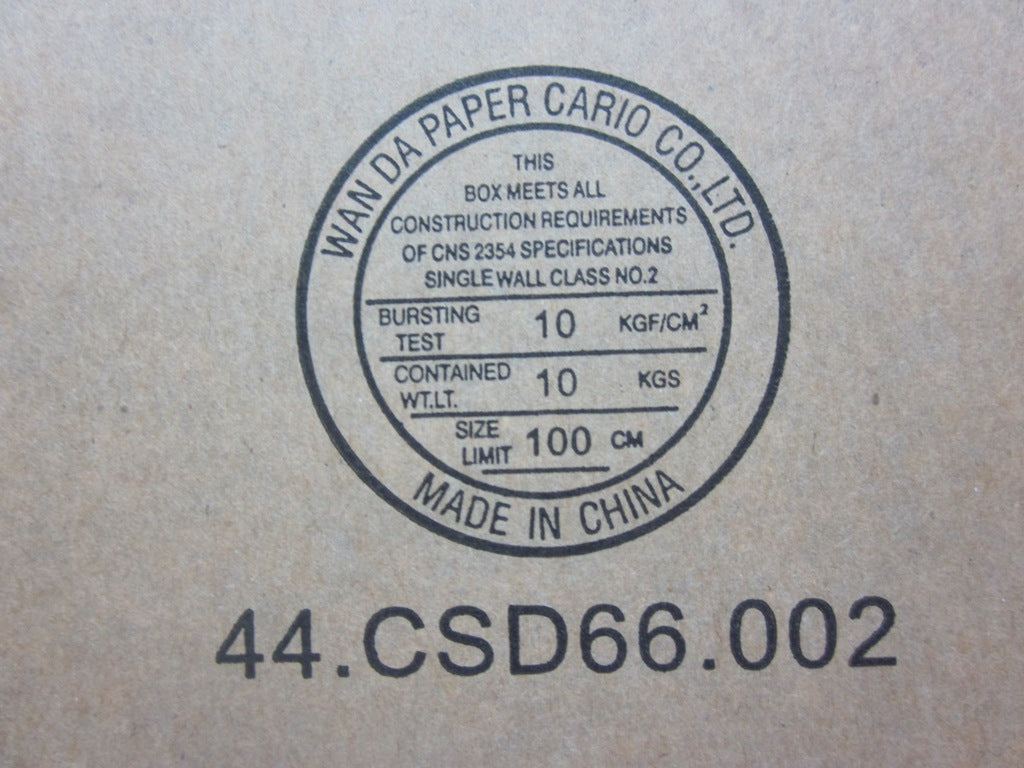 WAN DA PAPER CARIO CO.,LTD.
THIS
BOX MEETS ALL
CONSTRUCTION REQUIREMENTS
OF CNS 2354 SPECIFICATIONS
SINGLE WALL CLASS NO.2
BURSTING TEST 10 KGF/CM²
CONTAINED WT.LT. 10 KGS
SIZE LIMIT 100 CM
MADE IN CHINA
44.CSD66.002